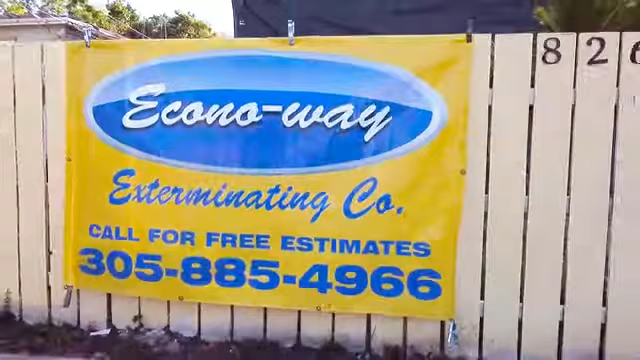 Econo-way
Exterminating Co.
CALL FOR FREE ESTIMATES
305-885-4966
826